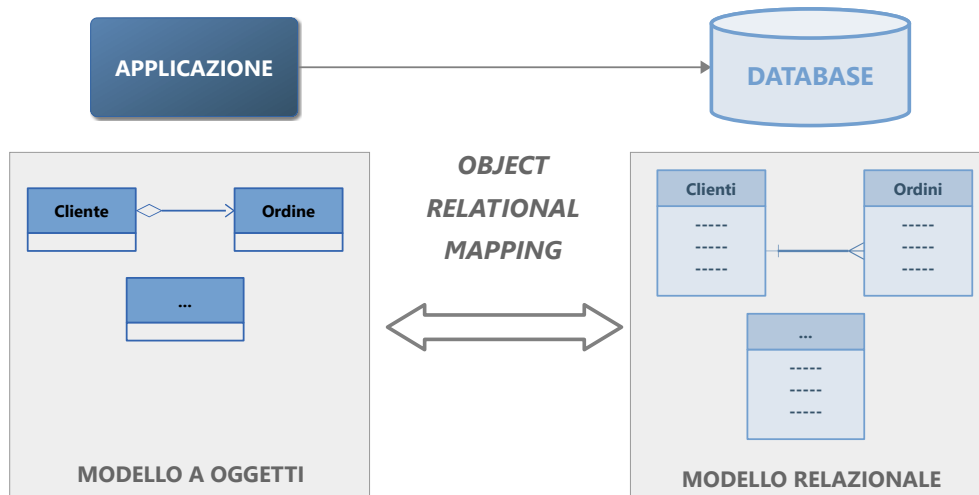 APPLICAZIONE
DATABASE
OBJECT
RELATIONAL
MAPPING
Cliente
Ordine
...
MODELLO A OGGETTI
Clienti
-----
-----
-----
Ordini
-----
-----
-----
...
-----
-----
-----
MODELLO RELAZIONALE